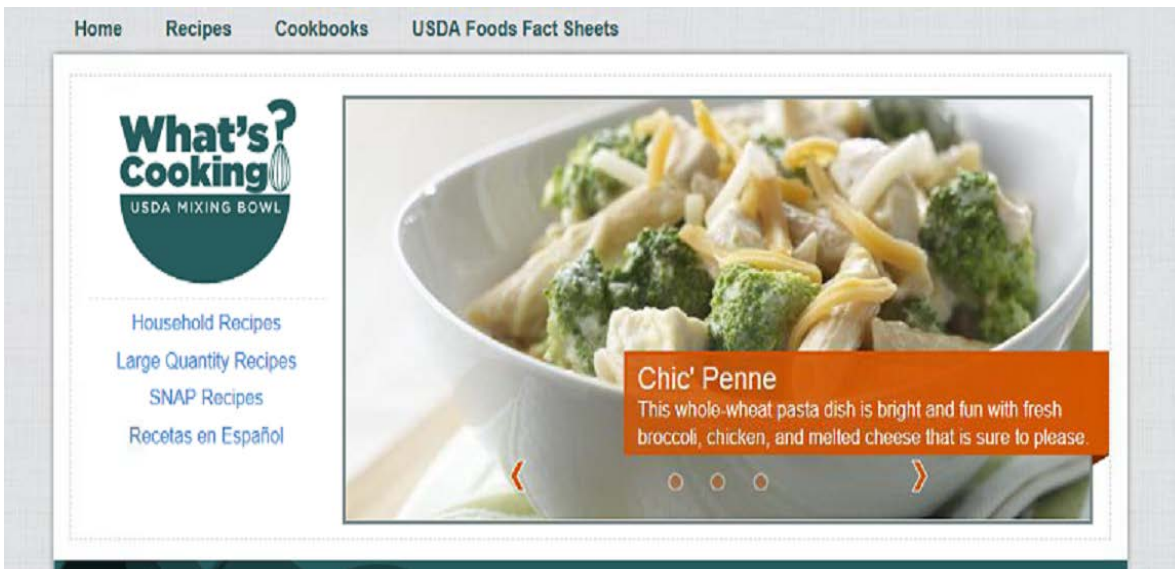 Home Recipes Cookbooks USDA Foods Fact Sheets
What's?
Cooking
USDA MIXING BOWL
Household Recipes
Large Quantity Recipes
SNAP Recipes
Recetas en Español
Chic' Penne
This whole-wheat pasta dish is bright and fun with fresh
broccoli, chicken, and melted cheese that is sure to please.